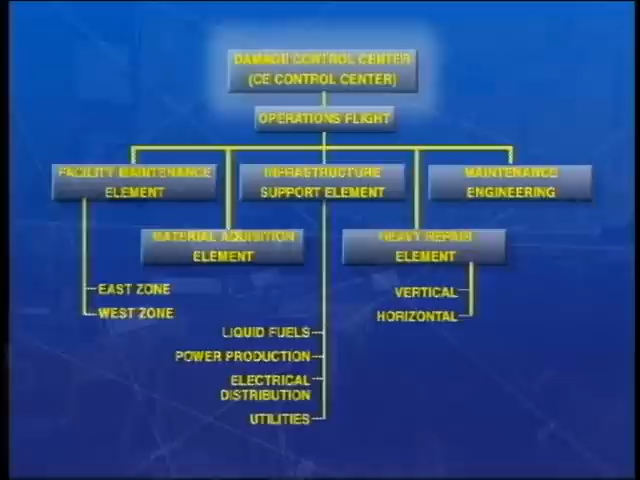 DAMAGE CONTROL CENTER
(CE CONTROL CENTER)
OPERATIONS FLIGHT
FACILITY MAINTENANCE
ELEMENT
INFRASTRUCTURE
SUPPORT ELEMENT
MAINTENANCE
ENGINEERING
MATERIAL AQUISITION
ELEMENT
HEAVY REPAIR
ELEMENT
EAST ZONE
WEST ZONE
VERTICAL
HORIZONTAL
LIQUID FUELS
POWER PRODUCTION
ELECTRICAL
DISTRIBUTION
UTILITIES